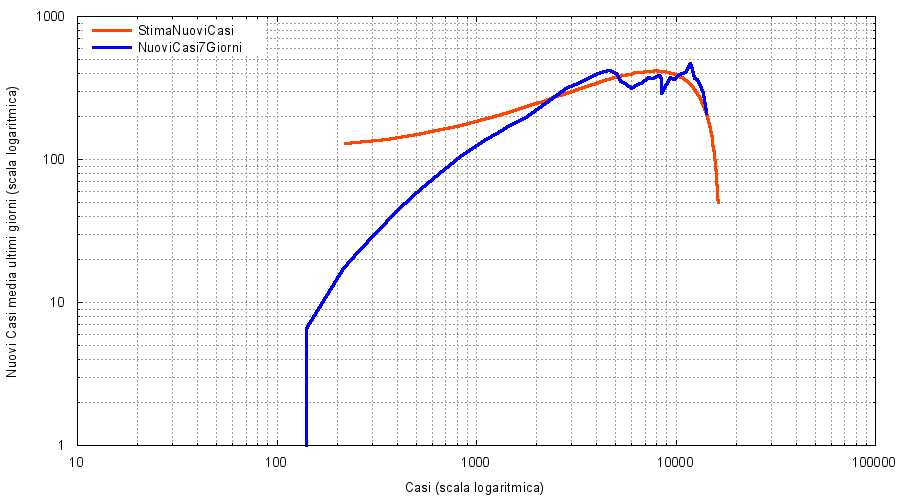 1000
StimaNuoviCasi
NuoviCasi7Giorni
100
10
1
10 100 1000 10000 100000
Nuovi Casi media ultimi giorni (scala logaritmica)
Casi (scala logaritmica)